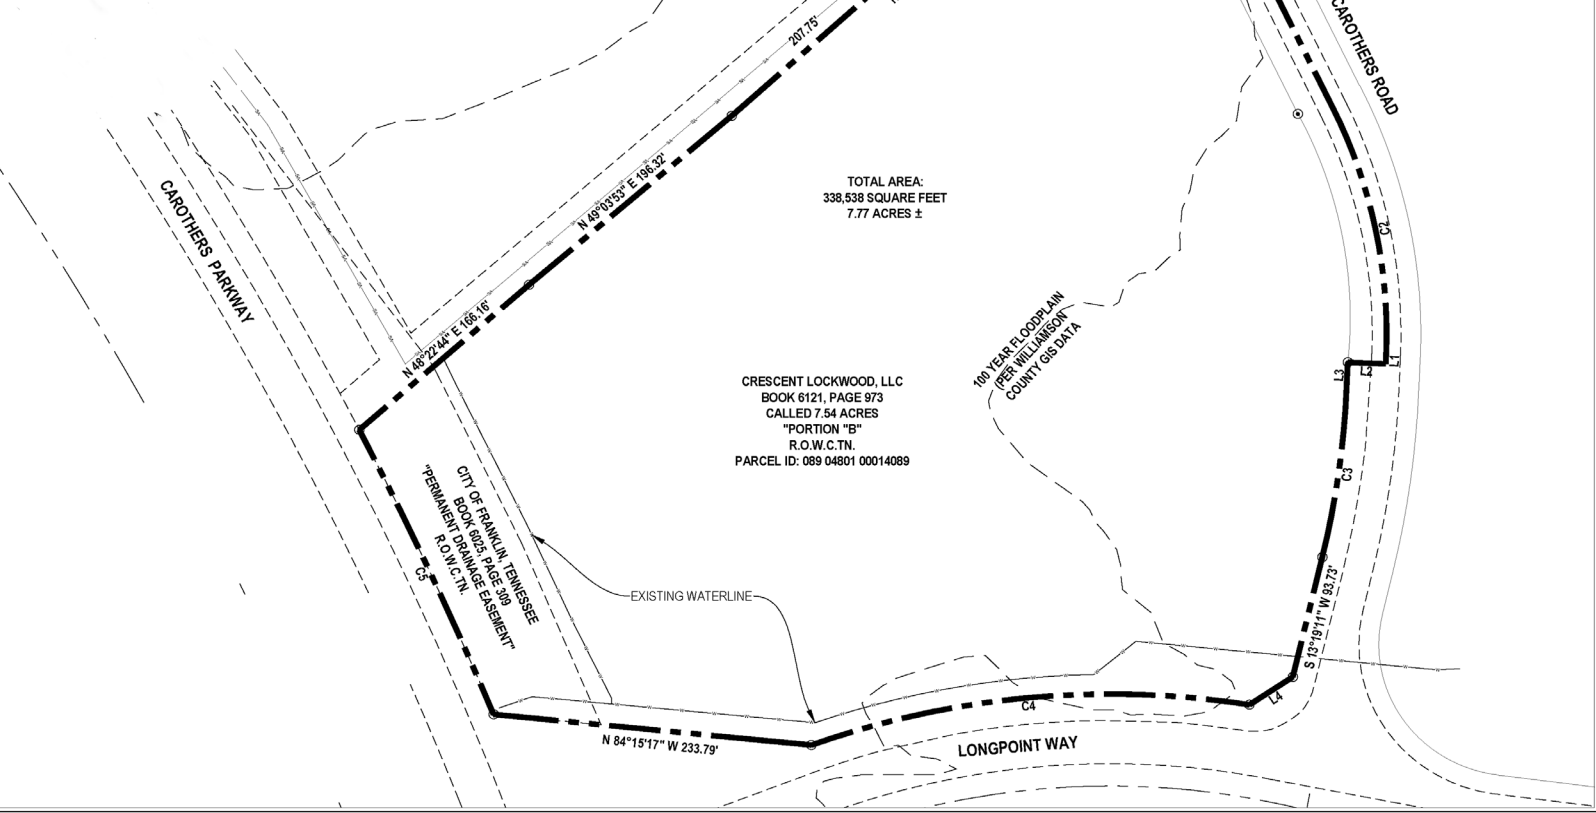 207.75'
CAROTHERS ROAD
N 49°03'53" E 196.32'
TOTAL AREA:
338,538 SQUARE FEET
7.77 ACRES ±
CAROTHERS PARKWAY
C2
N 48°22'44" E 166.16'
100 YEAR FLOODPLAIN
(PER WILLIAMSON
COUNTY GIS DATA
L1
L2
L3
CRESCENT LOCKWOOD, LLC
BOOK 6121, PAGE 973
CALLED 7.54 ACRES
"PORTION "B"
R.O.W.C.TN.
PARCEL ID: 089 04801 00014089
C3
CITY OF FRANKLIN, TENNESSEE
BOOK 6025, PAGE 309
"PERMANENT DRAINAGE EASEMENT"
R.O.W.C.TN.
C5
EXISTING WATERLINE
S 13°19'11" W 93.73'
L4
C4
N 84°15'17" W 233.79'
LONGPOINT WAY